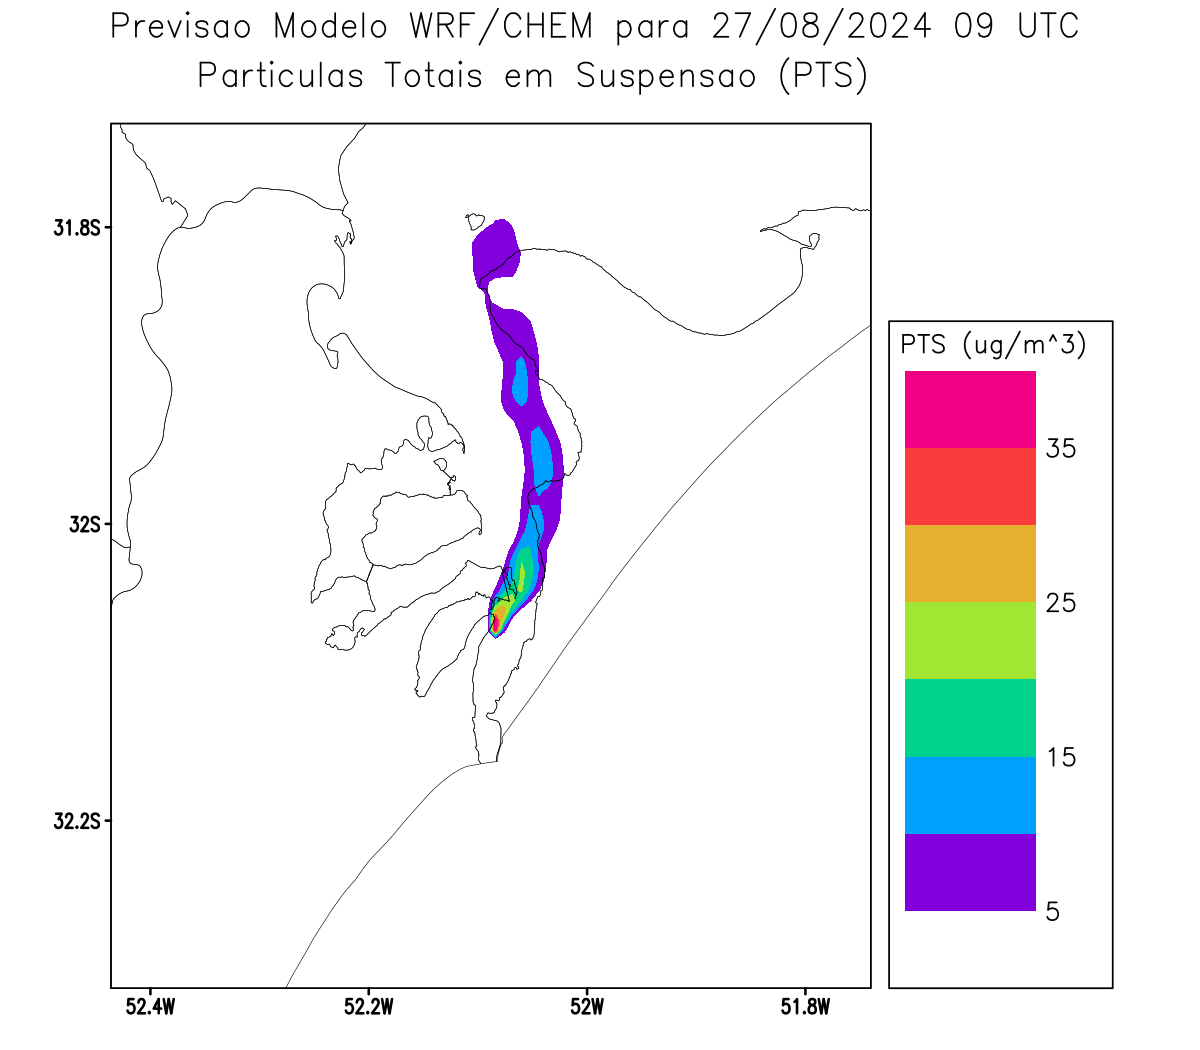 Previsao Modelo WRF/CHEM para 27/08/2024 09 UTC
Particulas Totais em Suspensao (PTS)
31.8S
32S
32.2S
52.4W
52.2W
52W
51.8W
PTS (ug/m^3)
35
25
15
5